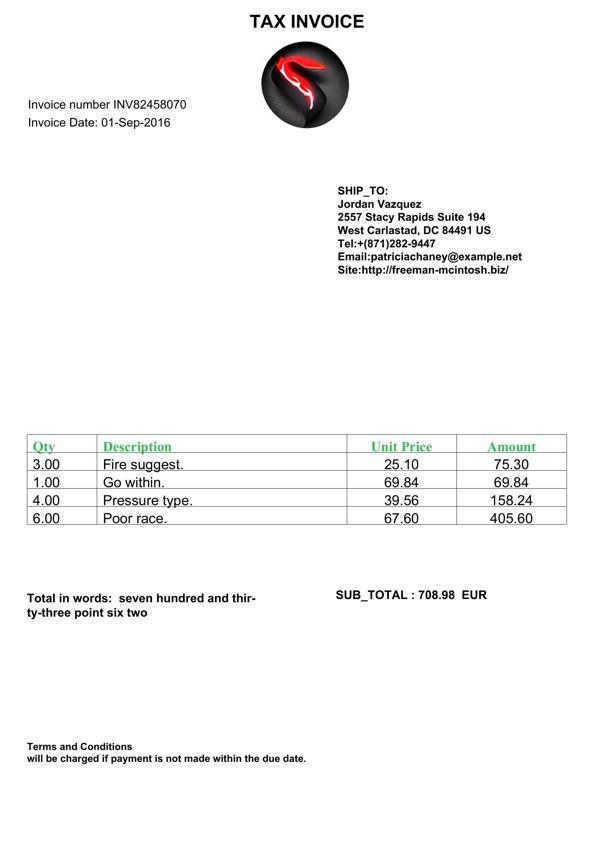 TAX INVOICE
Invoice number INV82458070
Invoice Date: 01-Sep-2016
SHIP_TO:
Jordan Vazquez
2557 Stacy Rapids Suite 194
West Carlastad, DC 84491 US
Tel:+(871)282-9447
Email:patriciachaney@example.net
Site:http://freeman-mcintosh.biz/
Qty Description Unit Price Amount
3.00 Fire suggest. 25.10 75.30
1.00 Go within. 69.84 69.84
4.00 Pressure type. 39.56 158.24
6.00 Poor race. 67.60 405.60
Total in words:  seven hundred and thir-
ty-three point six two
SUB_TOTAL : 708.98  EUR
Terms and Conditions
will be charged if payment is not made within the due date.